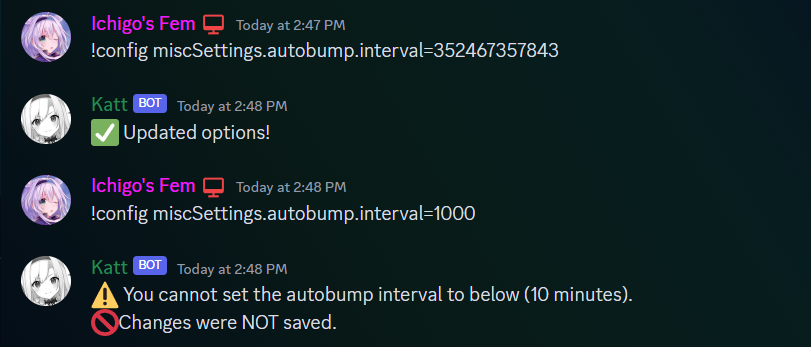 Ichigo's Fem Today at 2:47 PM
!config miscSettings.autobump.interval=352467357843
Katt BOT Today at 2:48 PM
Updated options!
Ichigo's Fem Today at 2:48 PM
!config miscSettings.autobump.interval=1000
Katt BOT Today at 2:48 PM
You cannot set the autobump interval to below (10 minutes).
Changes were NOT saved.